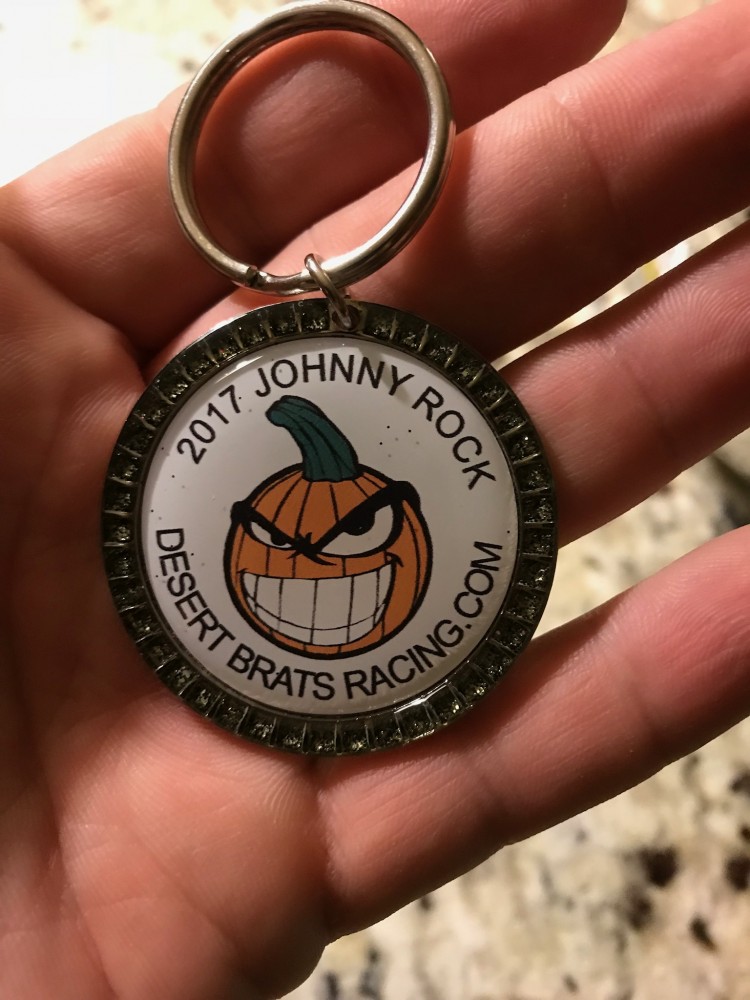 2017 JOHNNY ROCK
DESERT BRATS RACING.COM